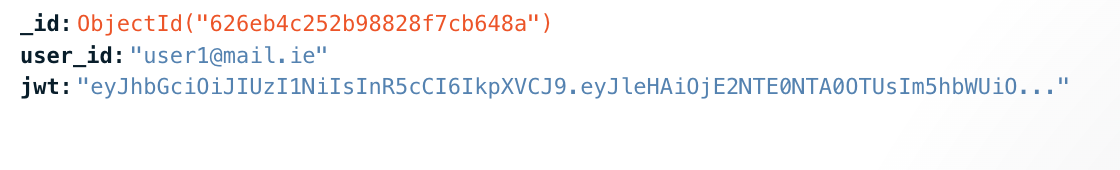 _id: ObjectId("626eb4c252b98828f7cb648a")
user_id: "user1@mail.ie"
jwt: "eyJhbGciOiJIUzI1NiIsInR5cCI6IkpXVCJ9.eyJleHAiOjE2NTE0NTA0OTUsIm5hbWUiO..."